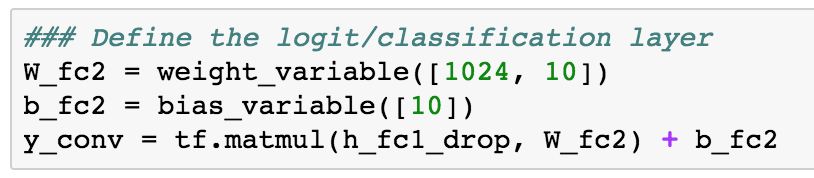 ### Define the logit/classification layer
W_fc2 = weight_variable([1024, 10])
b_fc2 = bias_variable([10])
y_conv = tf.matmul(h_fc1_drop, W_fc2) + b_fc2